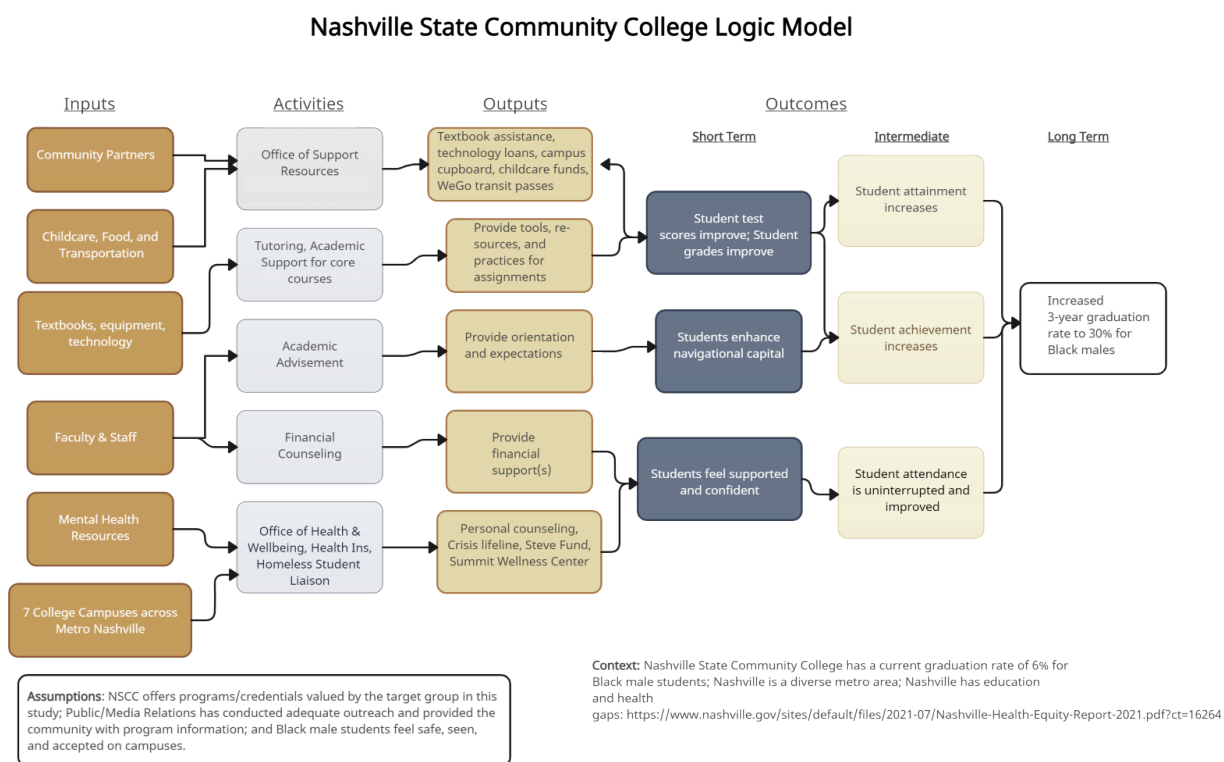 Nashville State Community College Logic Model
Inputs
Activities
Outputs
Outcomes
Short Term
Intermediate
Long Term
Community Partners
Childcare, Food, and
Transportation
Textbooks, equipment,
technology
Faculty & Staff
Mental Health
Resources
7 College Campuses across
Metro Nashville
Office of Support
Resources
Tutoring, Academic
Support for core
courses
Academic
Advisement
Financial
Counseling
Office of Health &
Wellbeing, Health Ins,
Homeless Student
Liaison
Textbook assistance,
technology loans, campus
cupboard, childcare funds,
WeGo transit passes
Provide tools, re-
sources, and
practices for
assignments
Provide orientation
and expectations
Provide
financial
support(s)
Personal counseling,
Crisis lifeline, Steve Fund,
Summit Wellness Center
Student test
scores improve; Student
grades improve
Students enhance
navigational capital
Students feel supported
and confident
Student attainment
increases
Student achievement
increases
Student attendance
is uninterrupted and
improved
Increased
3-year graduation
rate to 30% for
Black males
Assumptions: NSCC offers programs/credentials valued by the target group in this
study; Public/Media Relations has conducted adequate outreach and provided the
community with program information; and Black male students feel safe, seen,
and accepted on campuses.
Context: Nashville State Community College has a current graduation rate of 6% for
Black male students; Nashville is a diverse metro area; Nashville has education
and health
gaps: https://www.nashville.gov/sites/default/files/2021-07/Nashville-Health-Equity-Report-2021.pdf?ct=16264